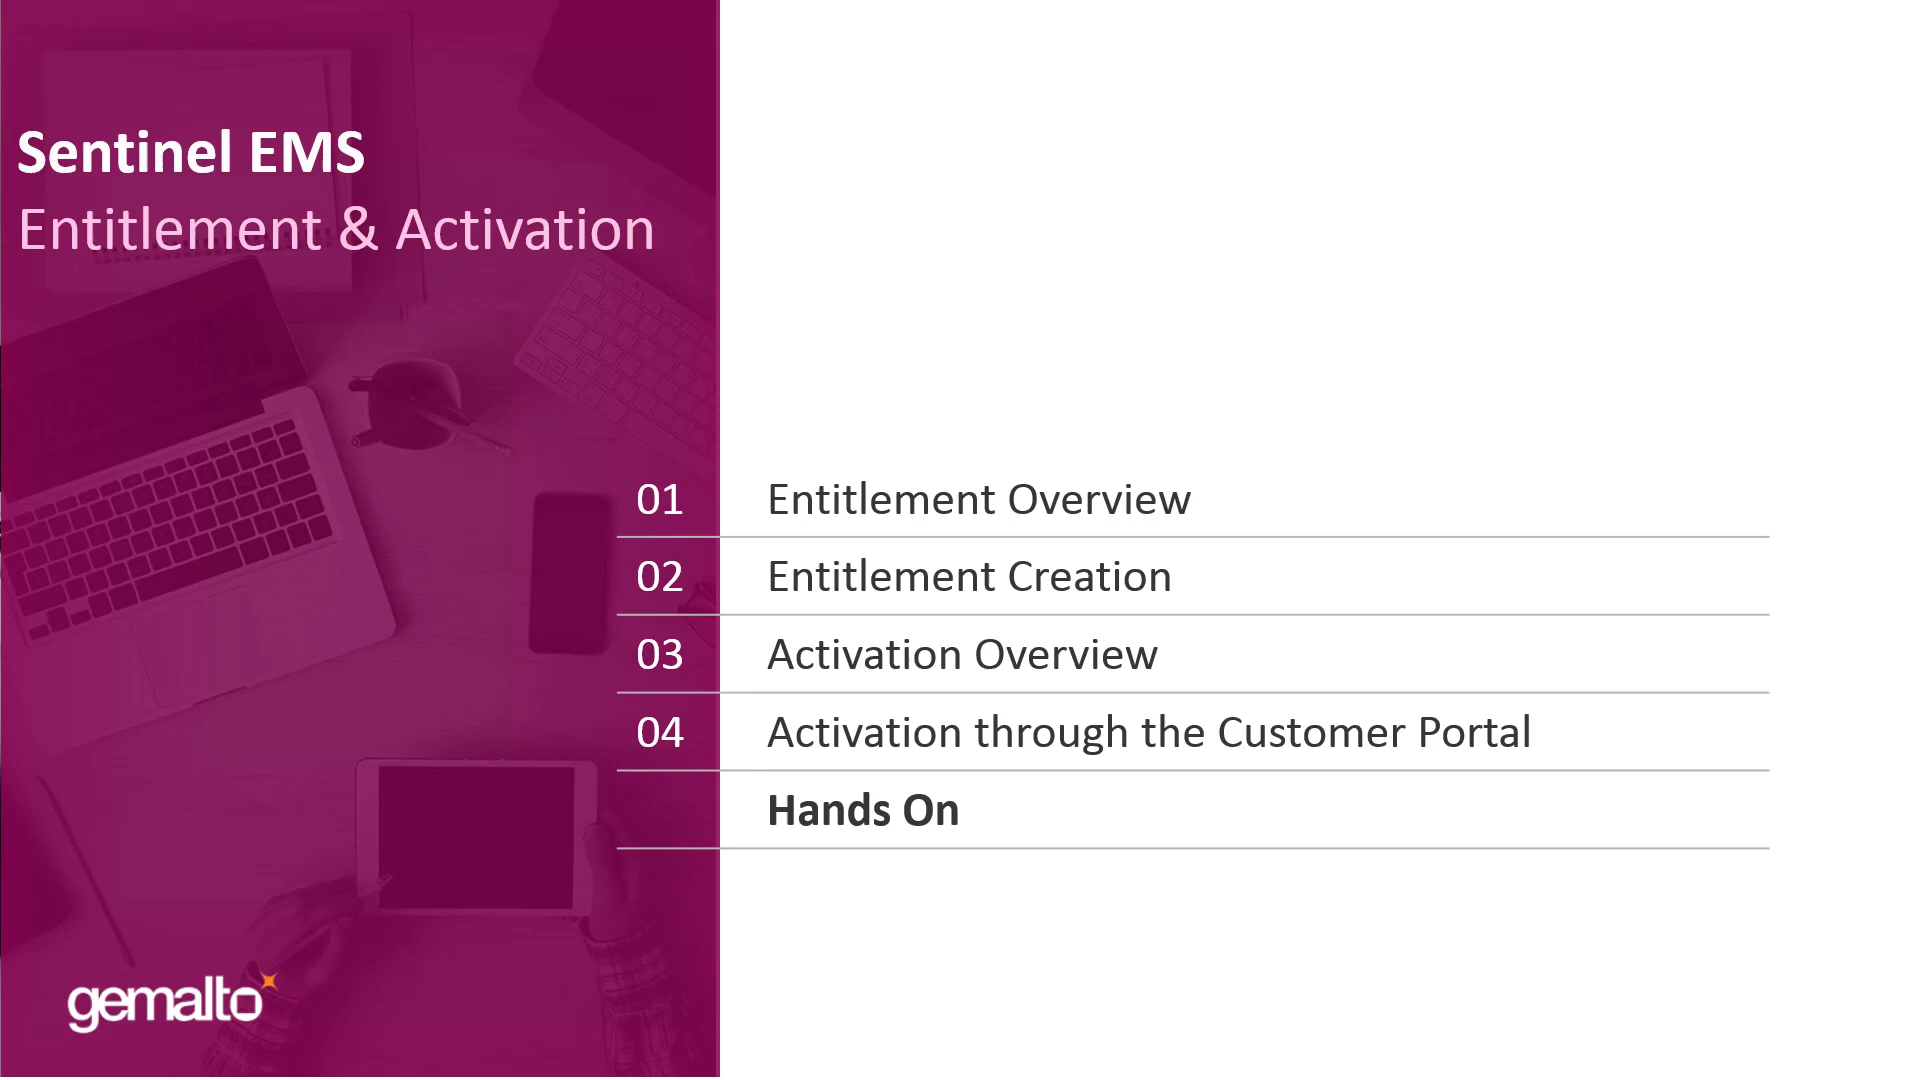 Sentinel EMS
Entitlement & Activation
01 Entitlement Overview
02 Entitlement Creation
03 Activation Overview
04 Activation through the Customer Portal
Hands On
gemalto